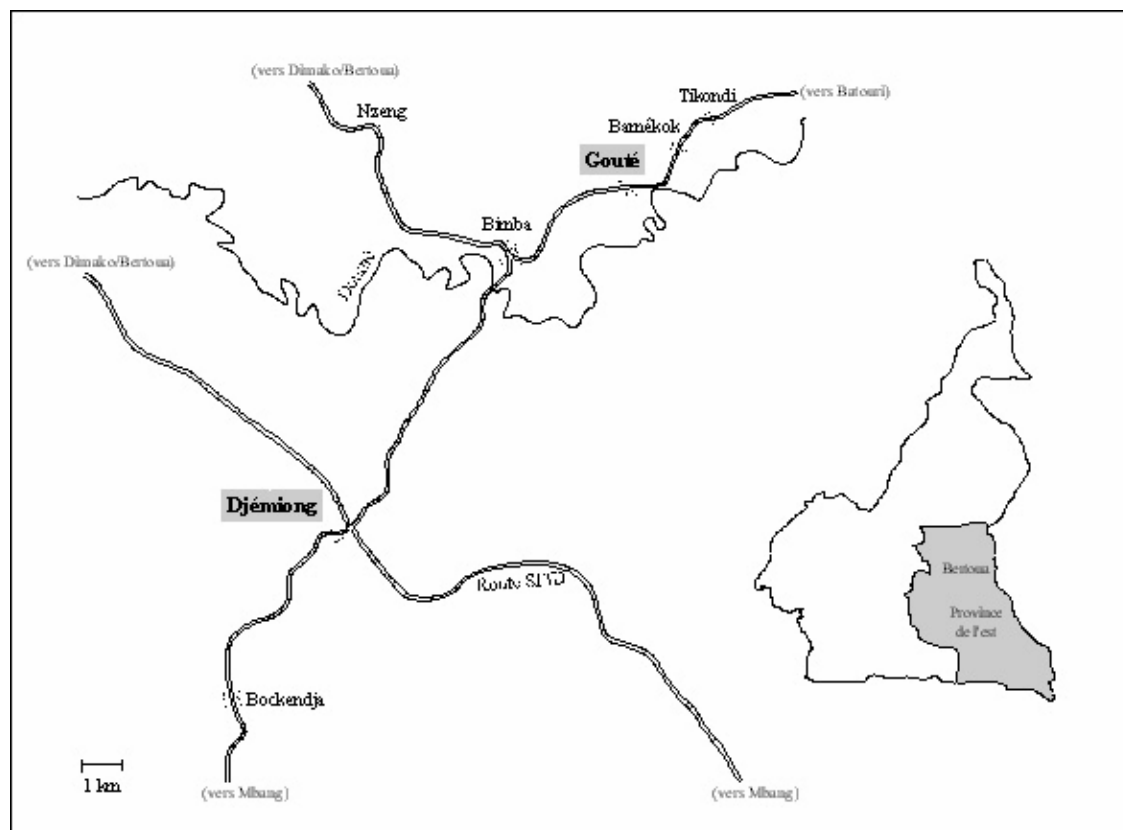 (vers Dimako/Bertoua)
Tikondi
(vers Batouri)
Nzeng
Bamékok
Gouté
Bimba
(vers Dimako/Bertoua)
Djémiong
Route
Bertoua
Province
de l'est
Bockendja
1 km
(vers Mbang)
(vers Mbang)